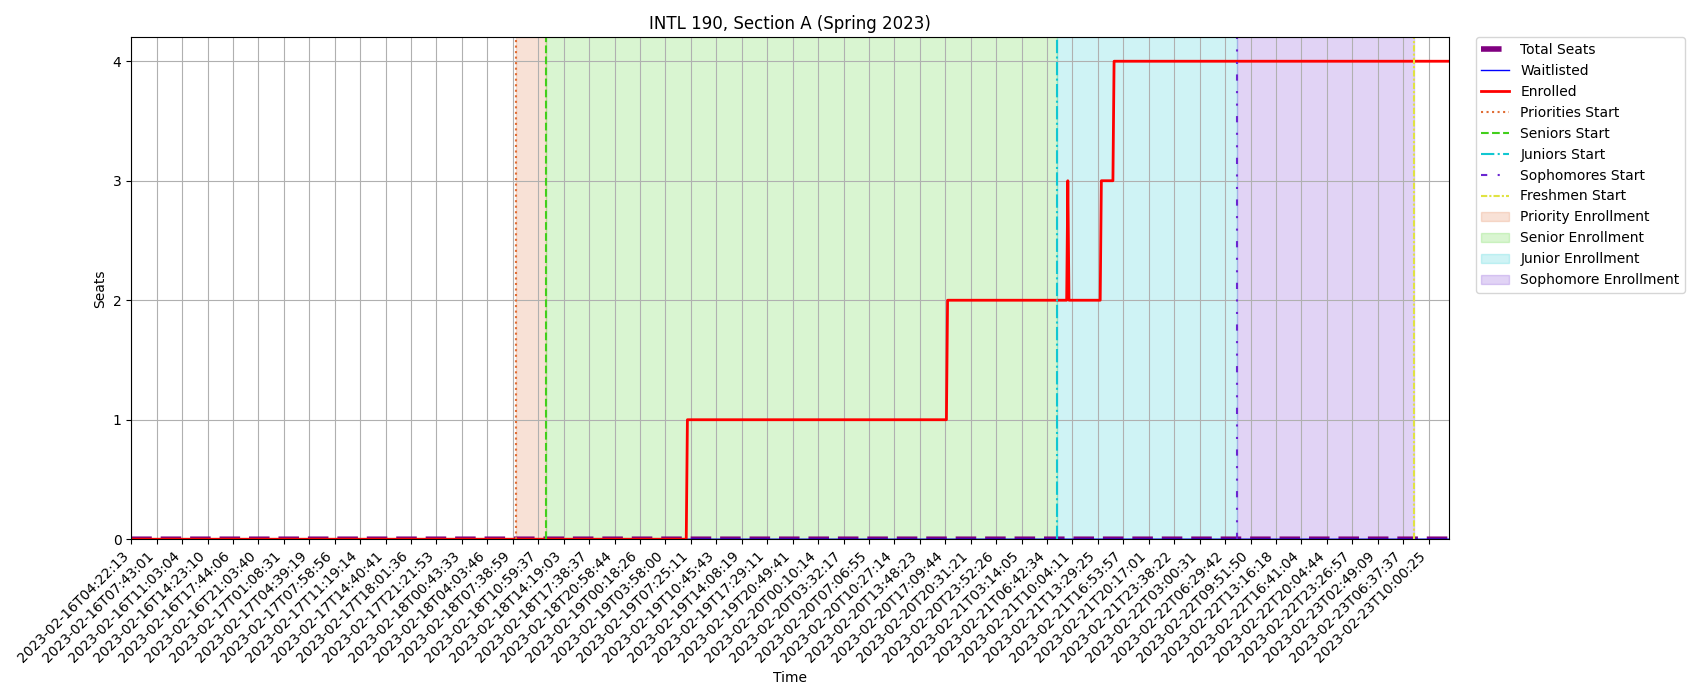 INTL 190, Section A (Spring 2023)
Total Seats
Waitlisted
Enrolled
Priorities Start
Seniors Start
Juniors Start
Sophomores Start
Freshmen Start
Priority Enrollment
Senior Enrollment
Junior Enrollment
Sophomore Enrollment
Seats
4
3
2
1
0
2023-02-16T04:22:13
2023-02-16T07:43:01
2023-02-16T11:03:04
2023-02-16T14:23:10
2023-02-16T17:44:06
2023-02-16T21:03:40
2023-02-17T01:08:31
2023-02-17T04:39:19
2023-02-17T07:58:56
2023-02-17T11:19:14
2023-02-17T14:40:41
2023-02-17T18:01:36
2023-02-17T21:21:53
2023-02-18T00:43:33
2023-02-18T04:03:46
2023-02-18T07:38:59
2023-02-18T10:59:37
2023-02-18T14:19:03
2023-02-18T17:38:37
2023-02-18T20:58:44
2023-02-19T00:18:26
2023-02-19T03:58:00
2023-02-19T07:25:11
2023-02-19T10:45:43
2023-02-19T14:08:19
2023-02-19T17:29:11
2023-02-19T20:49:41
2023-02-20T00:10:14
2023-02-20T03:32:17
2023-02-20T07:06:55
2023-02-20T10:27:14
2023-02-20T13:48:23
2023-02-20T17:09:44
2023-02-20T20:31:21
2023-02-20T23:52:26
2023-02-21T03:14:05
2023-02-21T06:42:34
2023-02-21T10:04:11
2023-02-21T13:29:25
2023-02-21T16:53:57
2023-02-21T20:17:01
2023-02-21T23:38:22
2023-02-22T03:00:31
2023-02-22T06:29:42
2023-02-22T09:51:50
2023-02-22T13:16:18
2023-02-22T16:41:04
2023-02-22T20:04:44
2023-02-22T23:26:57
2023-02-23T02:49:09
2023-02-23T06:37:37
2023-02-23T10:00:25
Time